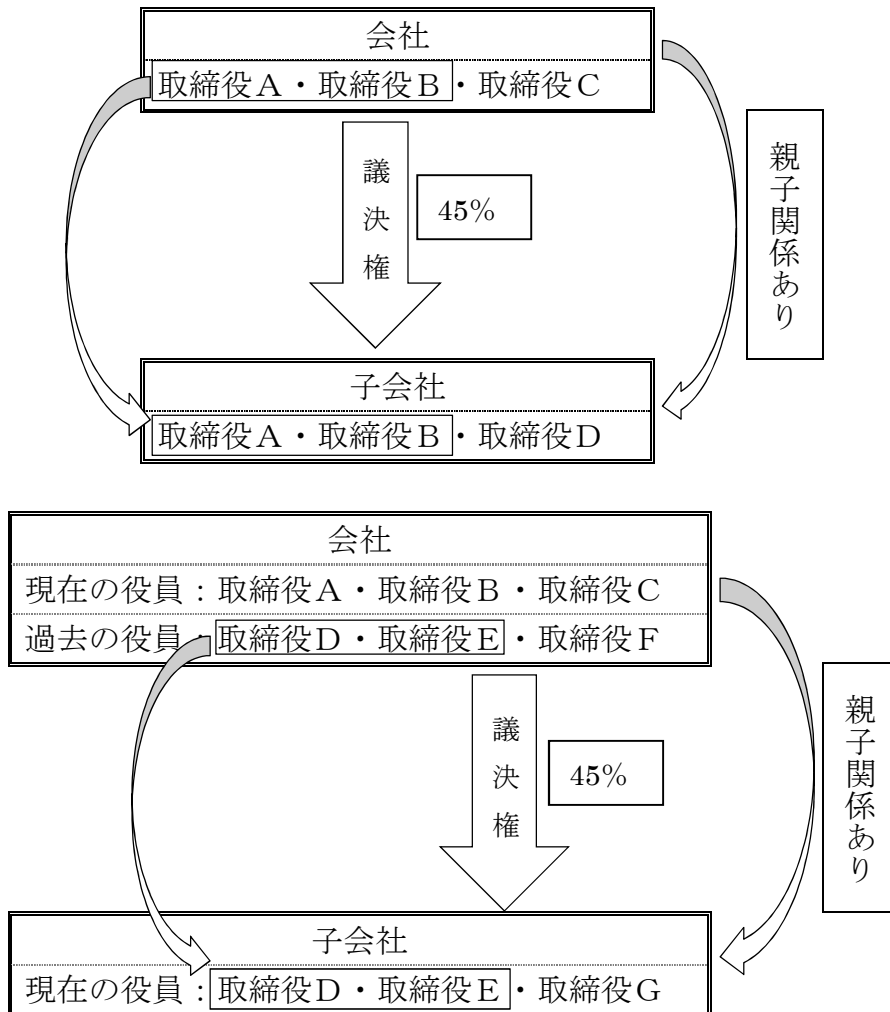 会社
取締役A・取締役B・取締役C
議決権
45%
親子関係あり
子会社
取締役A・取締役B・取締役D
会社
現在の役員:取締役A・取締役B・取締役C
過去の役員:取締役D・取締役E・取締役F
議決権
45%
親子関係あり
子会社
現在の役員:取締役D・取締役E・取締役G